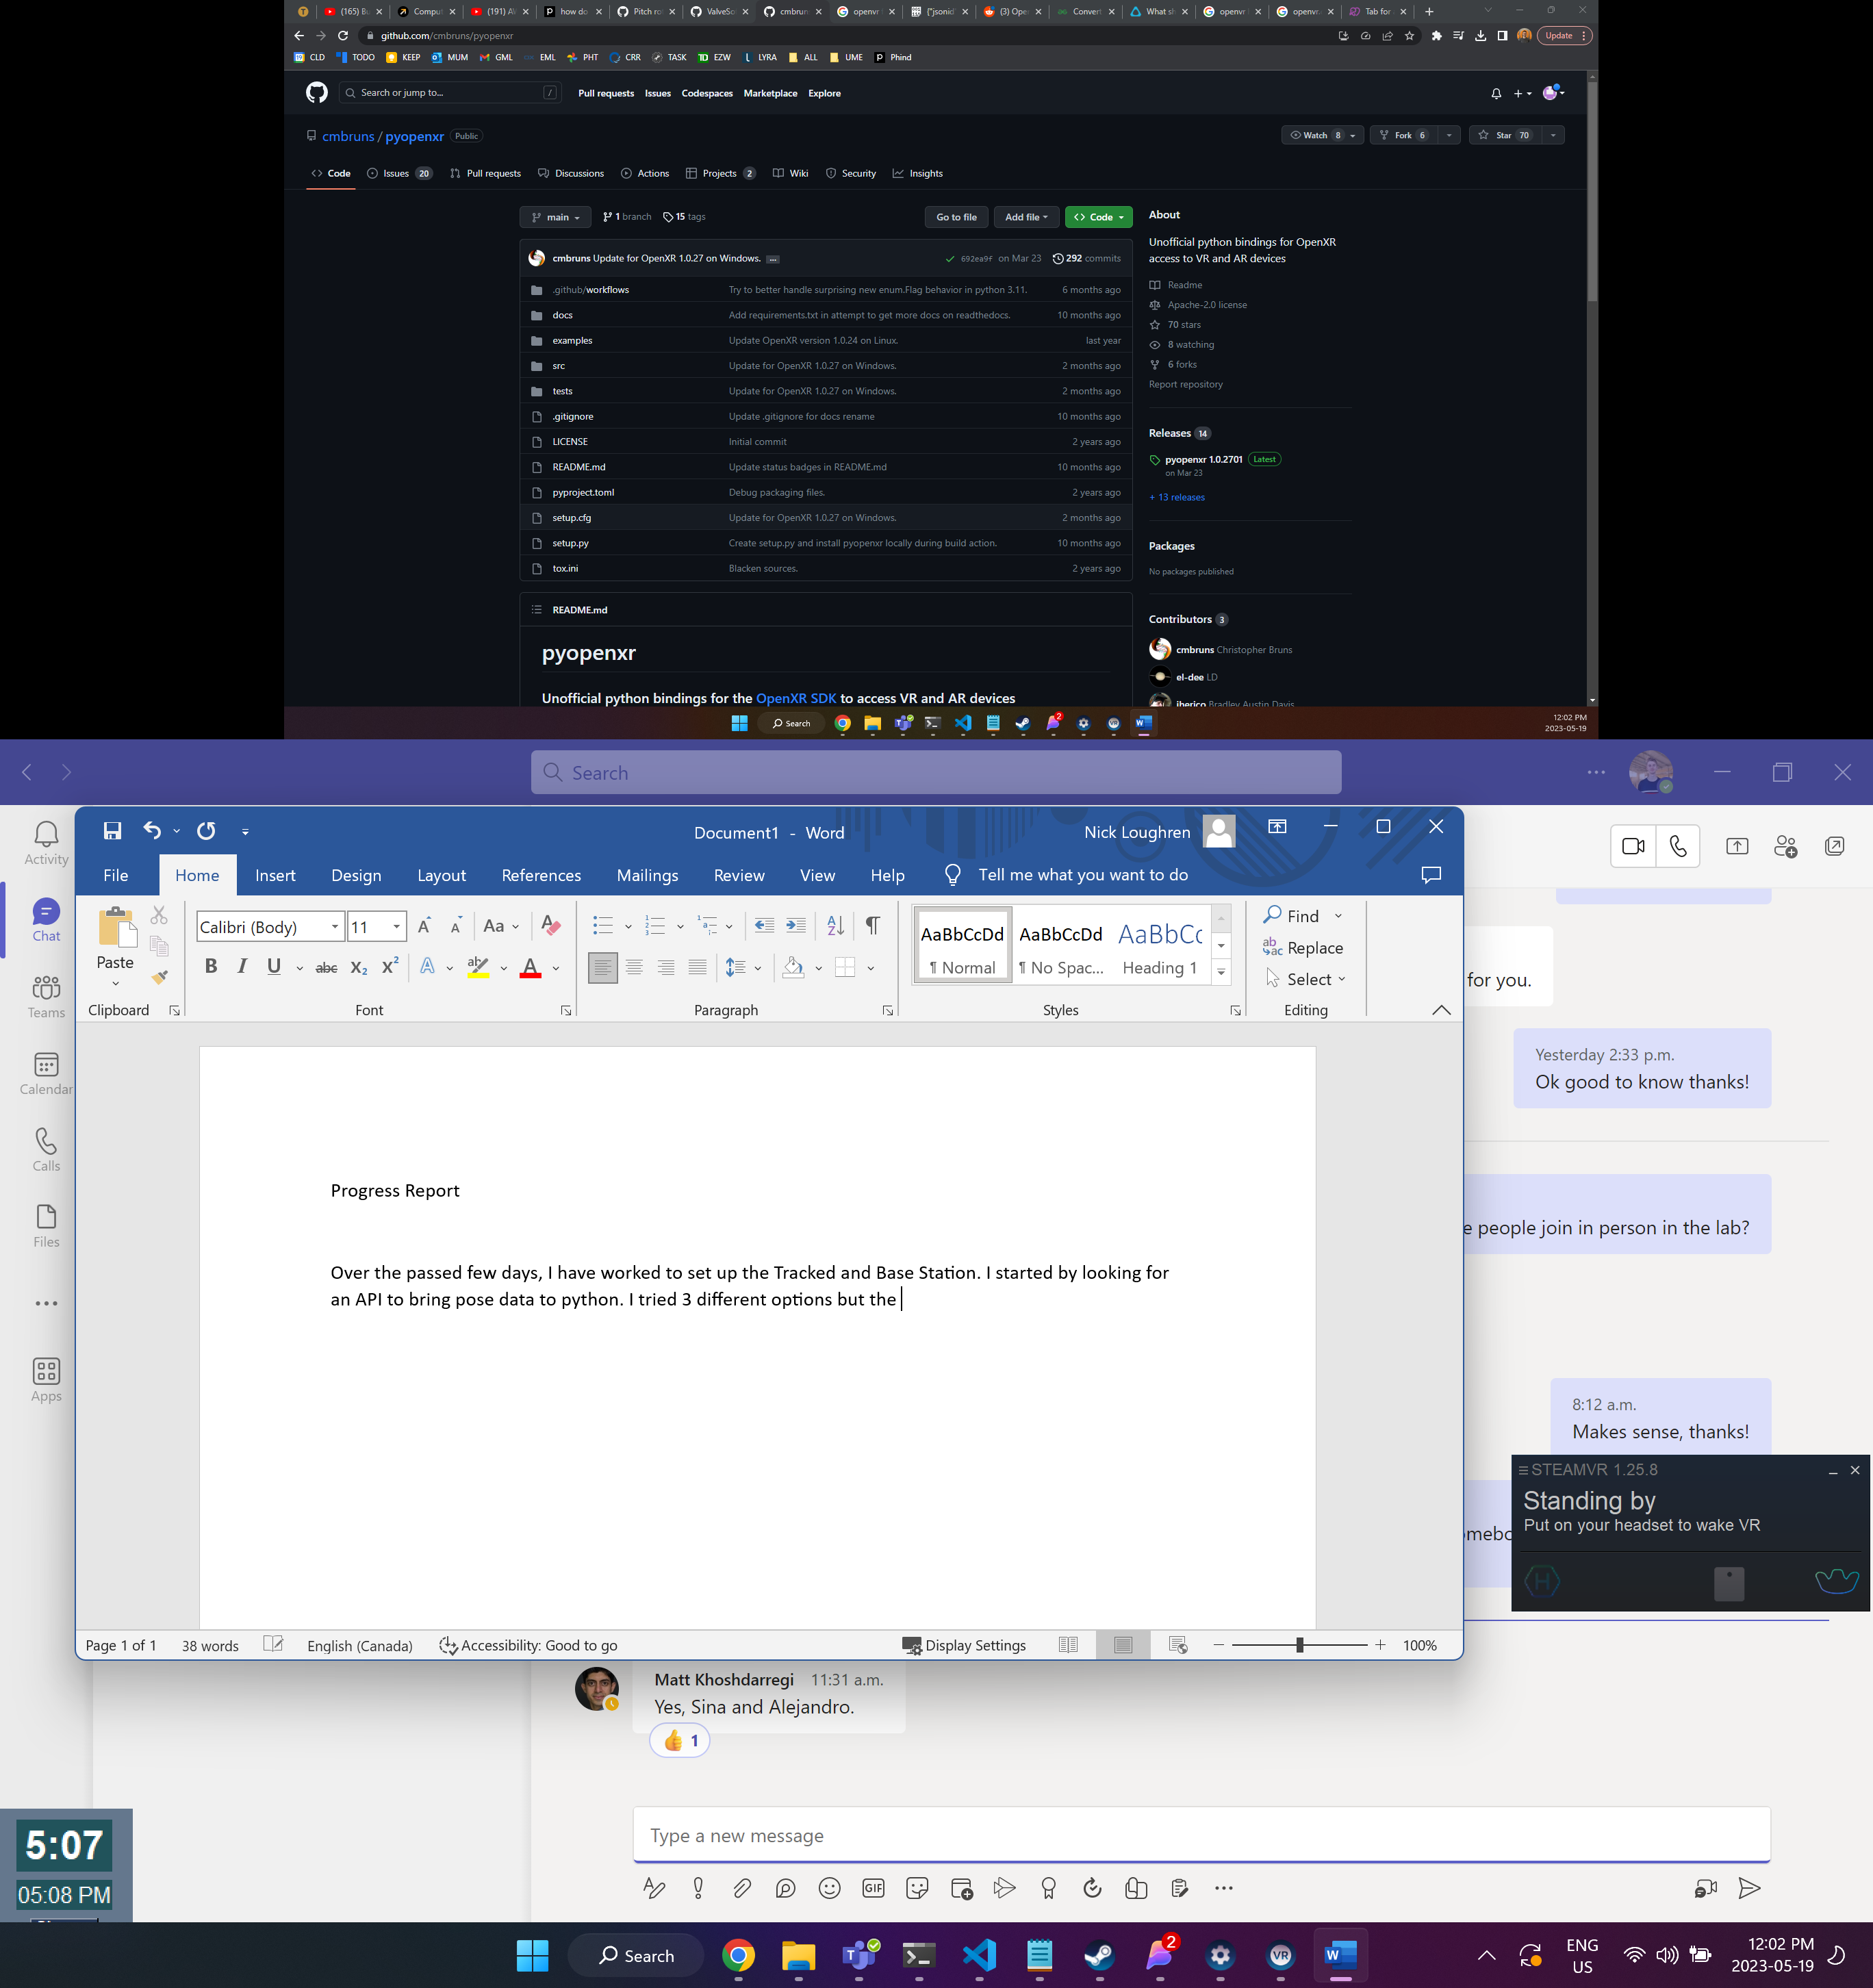 (165) Ba
Comput
(191) Al
how do
Pitch ro
ValveSo
cmbrun
openvr
("jsonid
(3) Ope
Convert
What sh
openvr
openvr.
Tab for
github.com/cmbruns/pyopenxr
Update
CLD TODO KEEP MUM GML EML PHT CRR TASK EZW LYRA ALL UME Phind
Search or jump to... /
Pull requests Issues Codespaces Marketplace Explore
cmbruns / pyopenxr Public
Watch 8 Fork 6 Star 70
Code Issues 20 Pull requests Discussions Actions Projects 2 Wiki Security Insights
main 1 branch 15 tags Go to file Add file Code
cmbruns Update for OpenXR 1.0.27 on Windows. ... 692ea9f on Mar 23 292 commits
.github/workflows Try to better handle surprising new enum.Flag behavior in python 3.11. 6 months ago
docs Add requirements.txt in attempt to get more docs on readthedocs. 10 months ago
examples Update OpenXR version 1.0.24 on Linux. last year
src Update for OpenXR 1.0.27 on Windows. 2 months ago
tests Update for OpenXR 1.0.27 on Windows. 2 months ago
.gitignore Update .gitignore for docs rename 10 months ago
LICENSE Initial commit 2 years ago
README.md Update status badges in README.md 10 months ago
pyproject.toml Debug packaging files. 2 years ago
setup.cfg Update for OpenXR 1.0.27 on Windows. 2 months ago
setup.py Create setup.py and install pyopenxr locally during build action. 10 months ago
tox.ini Blacken sources. 2 years ago
README.md
pyopenxr
Unofficial python bindings for the OpenXR SDK to access VR and AR devices
About
Unofficial python bindings for OpenXR
access to VR and AR devices
Readme
Apache-2.0 license
70 stars
8 watching
6 forks
Report repository
Releases 14
pyopenxr 1.0.2701 Latest
on Mar 23
+ 13 releases
Packages
No packages published
Contributors 3
cmbruns Christopher Bruns
el-dee LD
jherico Bradley Austin Davis
Search
2
12:02 PM
2023-05-19
Search
Activity
Chat
Teams
Calendar
Calls
Files
Apps
Document1 - Word
Nick Loughren
File Home Insert Design Layout References Mailings Review View Help Tell me what you want to do
Paste
Clipboard
Calibri (Body) 11
Font
Paragraph
AaBbCcDd AaBbCcDd AaBbCc
¶ Normal ¶ No Spac... Heading 1
Styles
Find
Replace
Select
Editing
Progress Report
Over the passed few days, I have worked to set up the Tracked and Base Station. I started by looking for
an API to bring pose data to python. I tried 3 different options but the
Page 1 of 1 38 words English (Canada) Accessibility: Good to go Display Settings 100%
for you.
Yesterday 2:33 p.m.
Ok good to know thanks!
e people join in person in the lab?
8:12 a.m.
Makes sense, thanks!
STEAMVR 1.25.8
Standing by
Put on your headset to wake VR
Matt Khoshdarregi 11:31 a.m.
Yes, Sina and Alejandro.
1
Type a new message
GIF
5:07
05:08 PM
Search
2
ENG
US
12:02 PM
2023-05-19